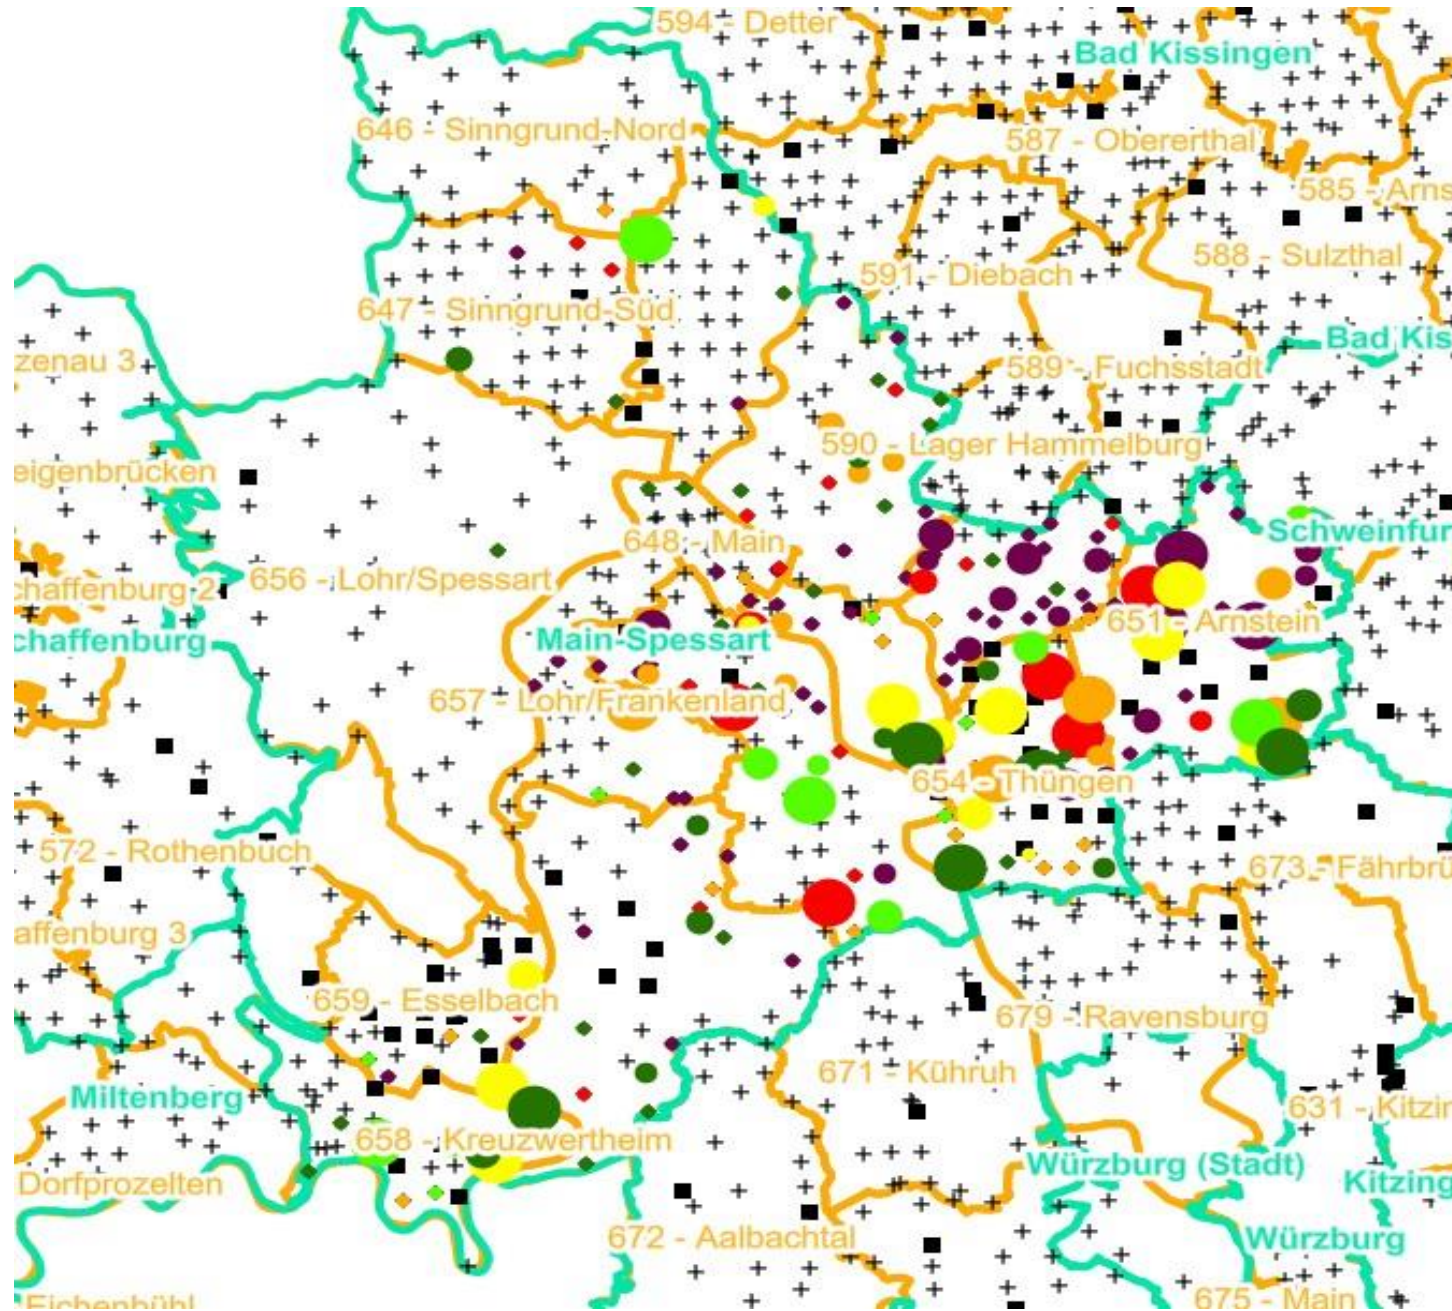 594 - Detter
Bad Kissingen
646 - Sinngrund-Nord
587 - Obererthal
585 - Arns
588 - Sulzthal
591 - Diebach
647 - Sinngrund-Süd
Bad Kis
zenau 3
589 - Fuchsstadt
590 - Lager Hammelburg
eigenbrücken
Schweinfur
648 - Main
656 - Lohr/Spessart
chaffenburg 2
651 - Arnstein
chaffenburg
Main-Spessart
657 - Lohr/Frankenland
654 - Thüngen
572 - Rothenbuch
673 - Fährbrü
affenburg 3
659 - Esselbach
679 - Ravensburg
671 - Kühruh
Miltenberg
631 - Kitzin
658 - Kreuzwertheim
Würzburg (Stadt)
Dorfprozelten
Kitzing
672 - Aalbachtal
Würzburg
Eichenbühl
675 - Main